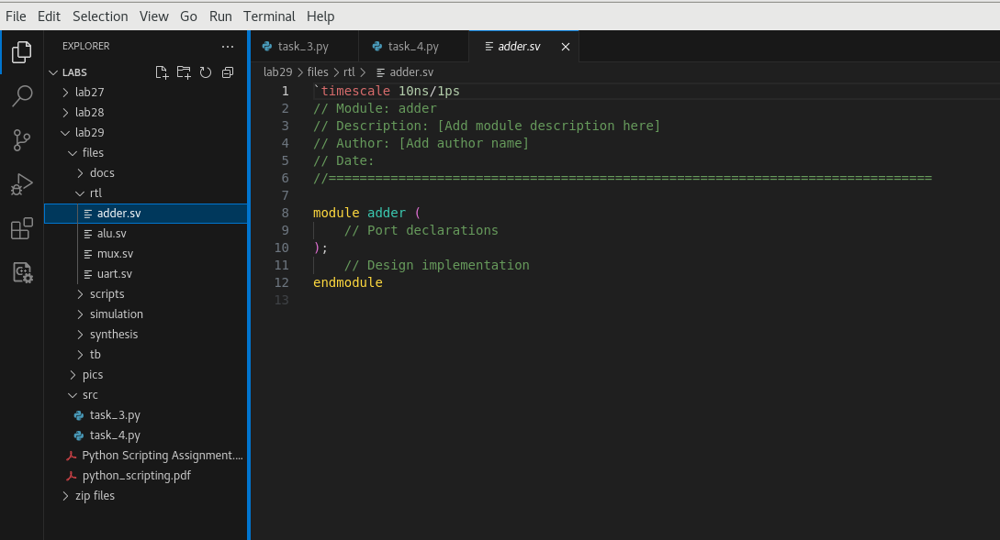 File Edit Selection View Go Run Terminal Help
EXPLORER ...
LABS
lab27
lab28
lab29
files
docs
rtl
adder.sv
alu.sv
mux.sv
uart.sv
scripts
simulation
synthesis
tb
pics
src
task_3.py
task_4.py
Python Scripting Assignment....
python_scripting.pdf
zip files
task_3.py task_4.py adder.sv
lab29 > files > rtl > adder.sv
1 `timescale 10ns/1ps
2 // Module: adder
3 // Description: [Add module description here]
4 // Author: [Add author name]
5 // Date:
6 //==============================================================================
7
8 module adder (
9     // Port declarations
10 );
11     // Design implementation
12 endmodule
13